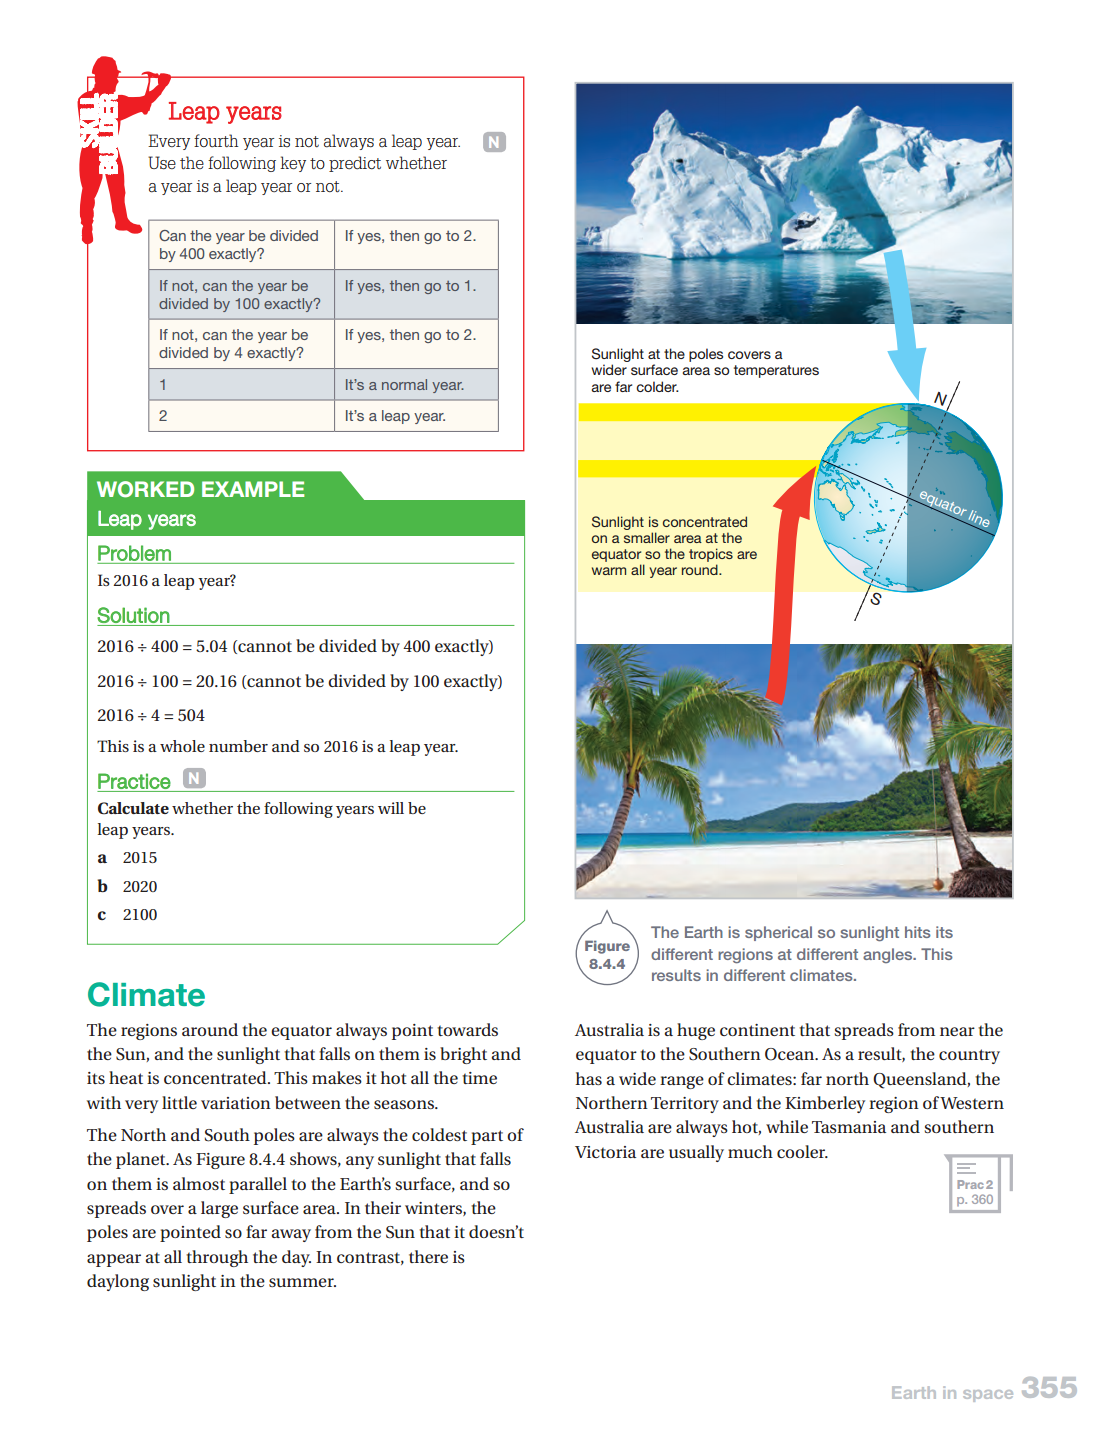 SKILL
BUILDER
Leap years
Every fourth year is not always a leap year.
N
Use the following key to predict whether
a year is a leap year or not.
Can the year be divided
by 400 exactly?
If yes, then go to 2.
If not, can the year be
divided by 100 exactly?
If yes, then go to 1.
If not, can the year be
divided by 4 exactly?
If yes, then go to 2.
1
It's a normal year.
2
It's a leap year.
WORKED EXAMPLE
Leap years
Problem
Is 2016 a leap year?
Solution
2016 ÷ 400 = 5.04 (cannot be divided by 400 exactly)
2016 ÷ 100 = 20.16 (cannot be divided by 100 exactly)
2016 ÷ 4 = 504
This is a whole number and so 2016 is a leap year.
Practice N
Calculate whether the following years will be
leap years.
a 2015
b 2020
c 2100
Climate
The regions around the equator always point towards
the Sun, and the sunlight that falls on them is bright and
its heat is concentrated. This makes it hot all the time
with very little variation between the seasons.
The North and South poles are always the coldest part of
the planet. As Figure 8.4.4 shows, any sunlight that falls
on them is almost parallel to the Earth's surface, and so
spreads over a large surface area. In their winters, the
poles are pointed so far away from the Sun that it doesn't
appear at all through the day. In contrast, there is
daylong sunlight in the summer.
Sunlight at the poles covers a
wider surface area so temperatures
are far colder.
N
equator line
Sunlight is concentrated
on a smaller area at the
equator so the tropics are
warm all year round.
S
Figure
8.4.4
The Earth is spherical so sunlight hits its
different regions at different angles. This
results in different climates.
Australia is a huge continent that spreads from near the
equator to the Southern Ocean. As a result, the country
has a wide range of climates: far north Queensland, the
Northern Territory and the Kimberley region of Western
Australia are always hot, while Tasmania and southern
Victoria are usually much cooler.
Prac 2
p. 360
Earth in space 355